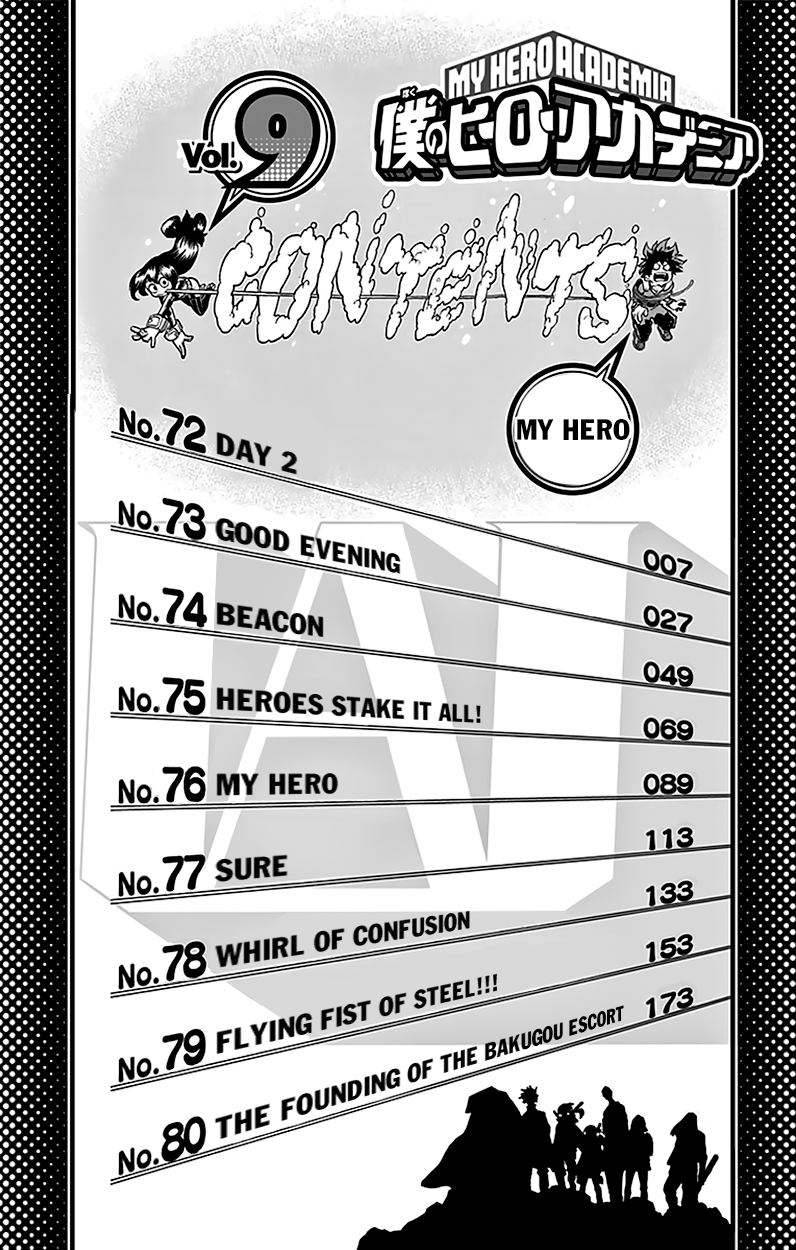 MY HERO ACADEMIA
ぼく
僕のヒーローアカデミア
Vol. 9
CONTENTS
MY HERO
No.72 DAY 2 007
No.73 GOOD EVENING 027
No.74 BEACON 049
No.75 HEROES STAKE IT ALL! 069
No.76 MY HERO 089
No.77 SURE 113
No.78 WHIRL OF CONFUSION 133
No.79 FLYING FIST OF STEEL!!! 153
No.80 THE FOUNDING OF THE BAKUGOU ESCORT 173